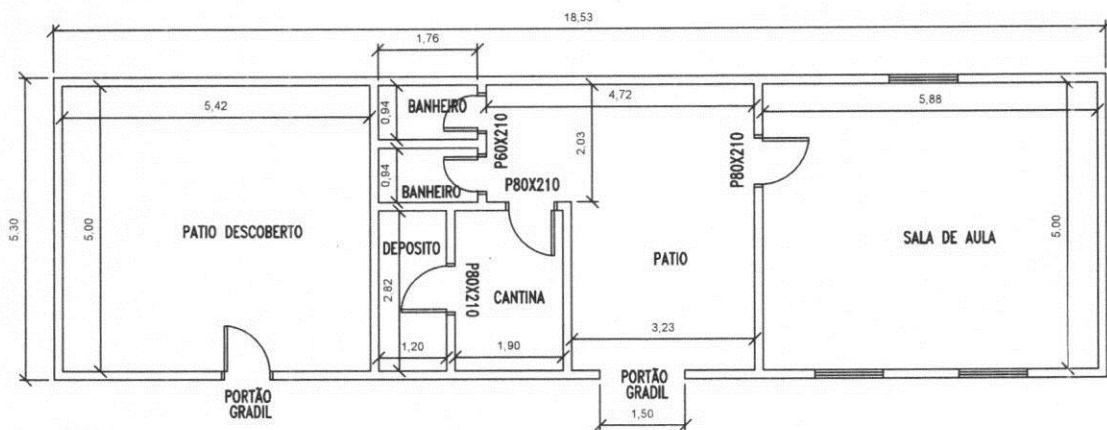 18,53
1,76
5,42
BANHEIRO
0,94
4,72
5,88
P60X210
2.03
P80X210
0,94
BANHEIRO
P80X210
5.30
5.00
PATIO DESCOBERTO
DEPOSITO
2.82
P80X210
CANTINA
PATIO
SALA DE AULA
5.00
1,20
1,90
3,23
PORTÃO
GRADIL
PORTÃO
GRADIL
1,50